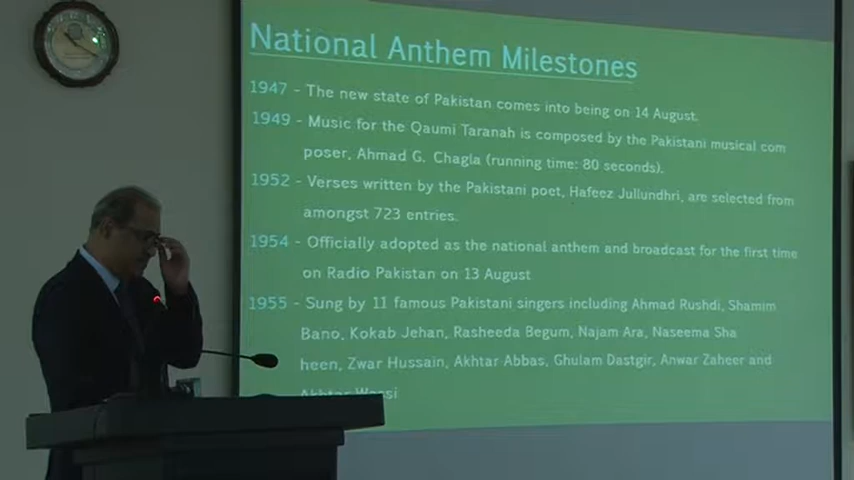 National Anthem Milestones
1947 - The new state of Pakistan comes into being on 14 August.
1949 - Music for the Qaumi Taranah is composed by the Pakistani musical com
poser, Ahmad G. Chagla (running time: 80 seconds).
1952 - Verses written by the Pakistani poet, Hafeez Jullundhri, are selected from
amongst 723 entries.
1954 - Officially adopted as the national anthem and broadcast for the first time
on Radio Pakistan on 13 August
1955 - Sung by 11 famous Pakistani singers including Ahmad Rushdi, Shamim
Bano, Kokab Jehan, Rasheeda Begum, Najam Ara, Naseema Sha
heen, Zwar Hussain, Akhtar Abbas, Ghulam Dastgir, Anwar Zaheer and
Akhtar Wassi